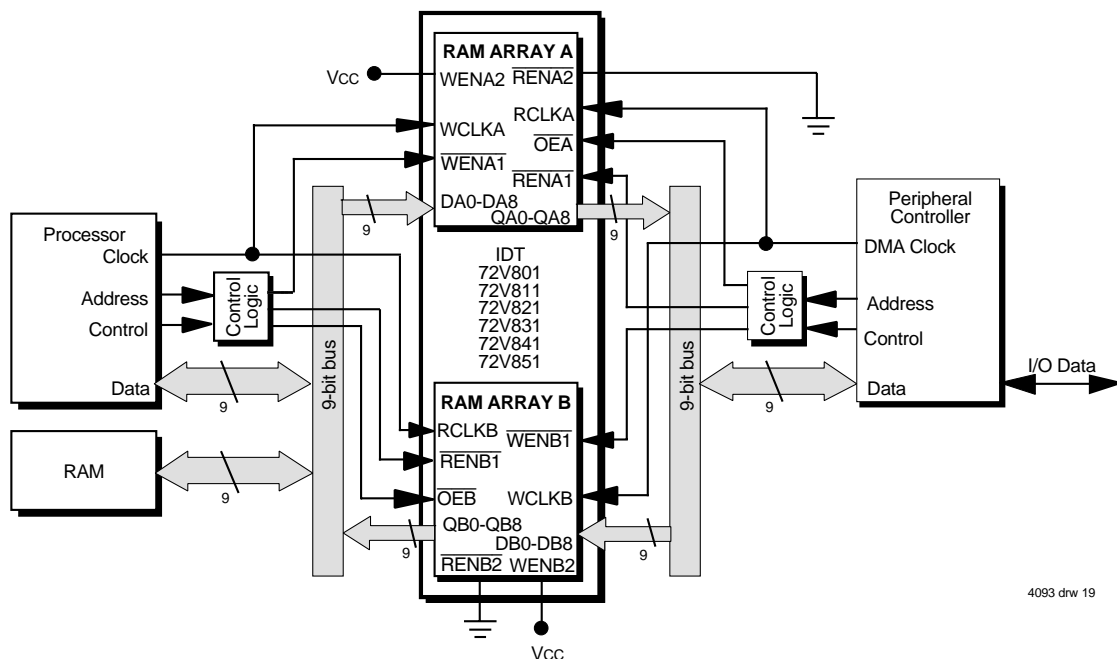 RAM ARRAY A
VCC
WENA2
RENA2
RCLKA
WCLKA
OEA
WENA1
RENA1
DA0-DA8
QA0-QA8
9
9
Processor
Clock
Address
Control
Data
Control
Logic
9
9-bit bus
RAM
9
IDT
72V801
72V811
72V821
72V831
72V841
72V851
9-bit bus
Peripheral
Controller
DMA Clock
Address
Control
Data
Control
Logic
9
I/O Data
RAM ARRAY B
RCLKB
WENB1
RENB1
OEB
WCLKB
QB0-QB8
DB0-DB8
9
9
RENB2
WENB2
VCC
4093 drw 19